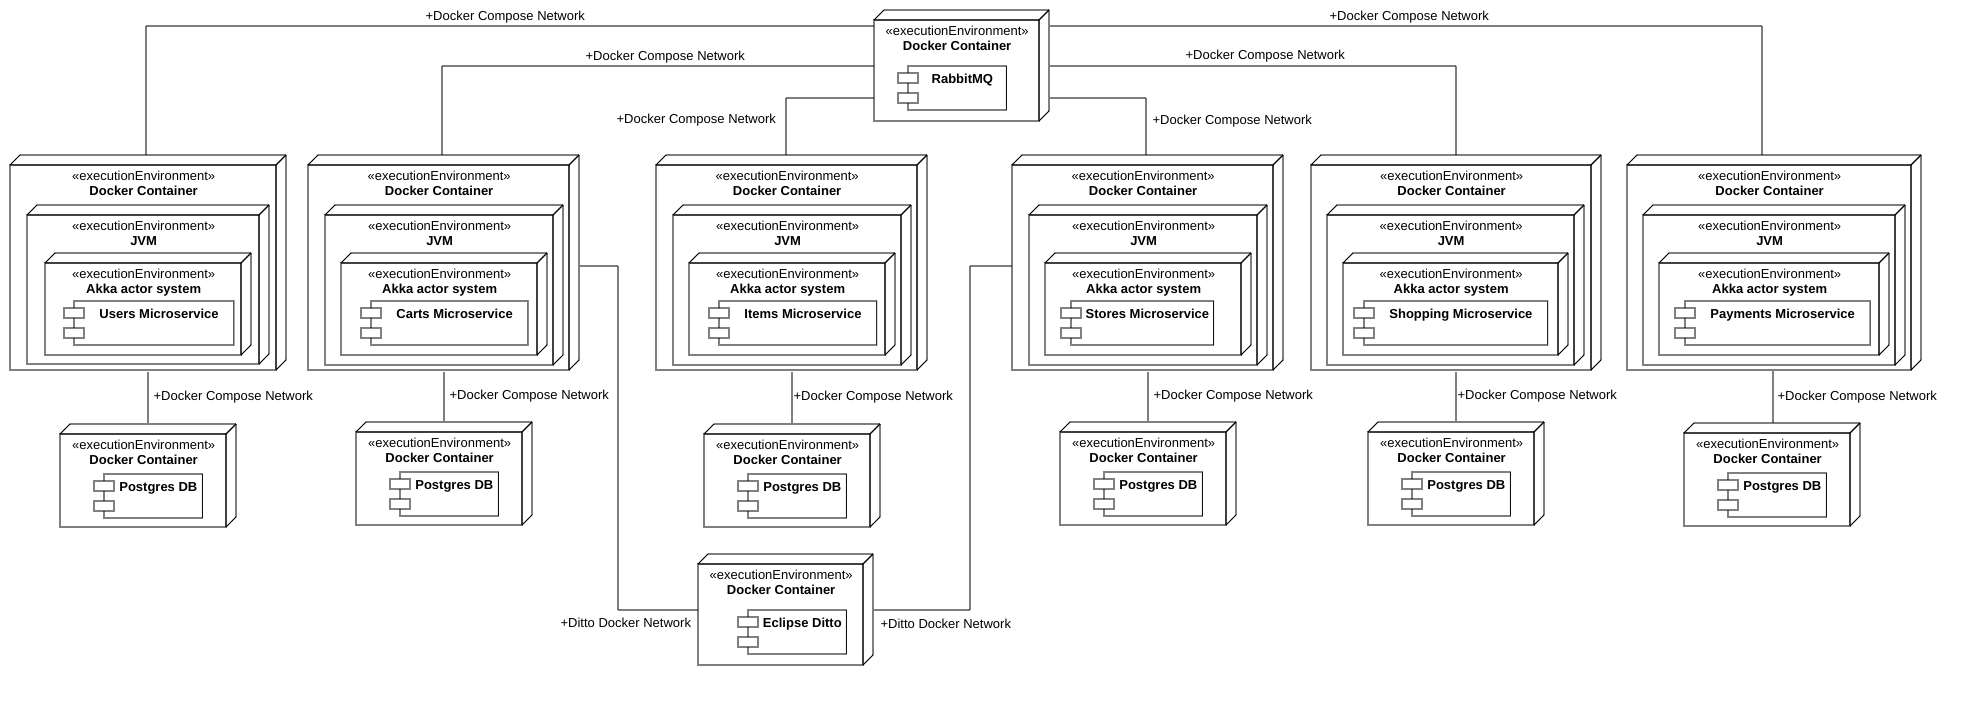 +Docker Compose Network
+Docker Compose Network
«executionEnvironment»
Docker Container
RabbitMQ
+Docker Compose Network
+Docker Compose Network
+Docker Compose Network
+Docker Compose Network
«executionEnvironment»
Docker Container
«executionEnvironment»
JVM
«executionEnvironment»
Akka actor system
Users Microservice
«executionEnvironment»
Docker Container
«executionEnvironment»
JVM
«executionEnvironment»
Akka actor system
Carts Microservice
«executionEnvironment»
Docker Container
«executionEnvironment»
JVM
«executionEnvironment»
Akka actor system
Items Microservice
«executionEnvironment»
Docker Container
«executionEnvironment»
JVM
«executionEnvironment»
Akka actor system
Stores Microservice
«executionEnvironment»
Docker Container
«executionEnvironment»
JVM
«executionEnvironment»
Akka actor system
Shopping Microservice
«executionEnvironment»
Docker Container
«executionEnvironment»
JVM
«executionEnvironment»
Akka actor system
Payments Microservice
+Docker Compose Network
+Docker Compose Network
+Docker Compose Network
+Docker Compose Network
+Docker Compose Network
+Docker Compose Network
«executionEnvironment»
Docker Container
Postgres DB
«executionEnvironment»
Docker Container
Postgres DB
«executionEnvironment»
Docker Container
Postgres DB
«executionEnvironment»
Docker Container
Postgres DB
«executionEnvironment»
Docker Container
Postgres DB
«executionEnvironment»
Docker Container
Postgres DB
«executionEnvironment»
Docker Container
Eclipse Ditto
+Ditto Docker Network
+Ditto Docker Network